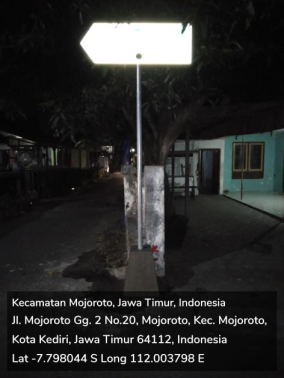 Kecamatan Mojoroto, Jawa Timur, Indonesia
Jl. Mojoroto Gg. 2 No.20, Mojoroto, Kec. Mojoroto,
Kota Kediri, Jawa Timur 64112, Indonesia
Lat -7.798044 S Long 112.003798 E